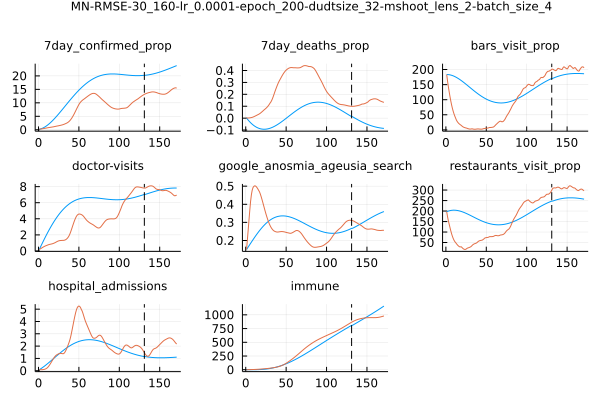 MN-RMSE-30_160-lr_0.0001-epoch_200-dudtsize_32-mshoot_lens_2-batch_size_4
7day_confirmed_prop
7day_deaths_prop
bars_visit_prop
20
15
10
5
0
0 50 100 150
0.4
0.3
0.2
0.1
0.0
−0.1
0 50 100 150
200
150
100
50
0
0 50 100 150
doctor-visits
google_anosmia_ageusia_search
restaurants_visit_prop
8
6
4
2
0
0 50 100 150
0.5
0.4
0.3
0.2
0 50 100 150
300
250
200
150
100
50
0 50 100 150
hospital_admissions
immune
5
4
3
2
1
0
0 50 100 150
1000
750
500
250
0
0 50 100 150